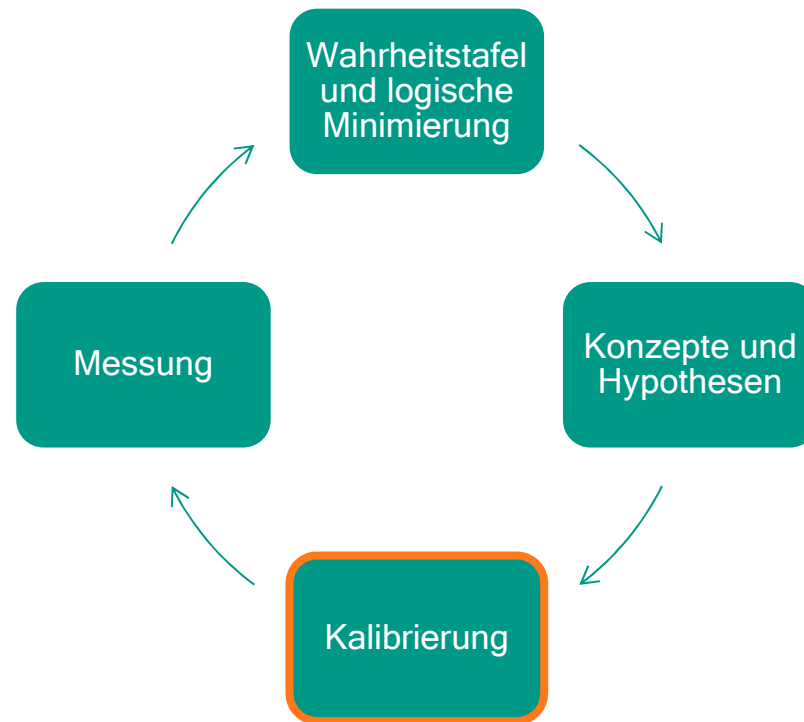 Wahrheitstafel
und logische
Minimierung
Messung
Konzepte und
Hypothesen
Kalibrierung